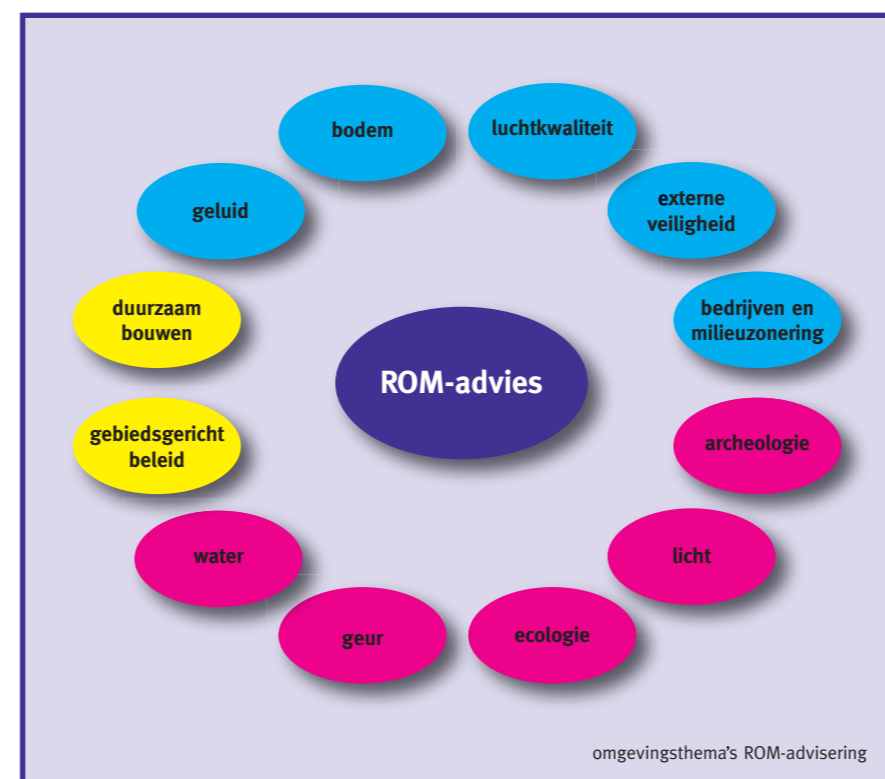 bodem
luchtkwaliteit
geluid
externe
veiligheid
duurzaam
bouwen
bedrijven en
milieuzonering
ROM-advies
gebiedsgericht
beleid
archeologie
water
licht
geur
ecologie
omgevingsthema's ROM-advisering